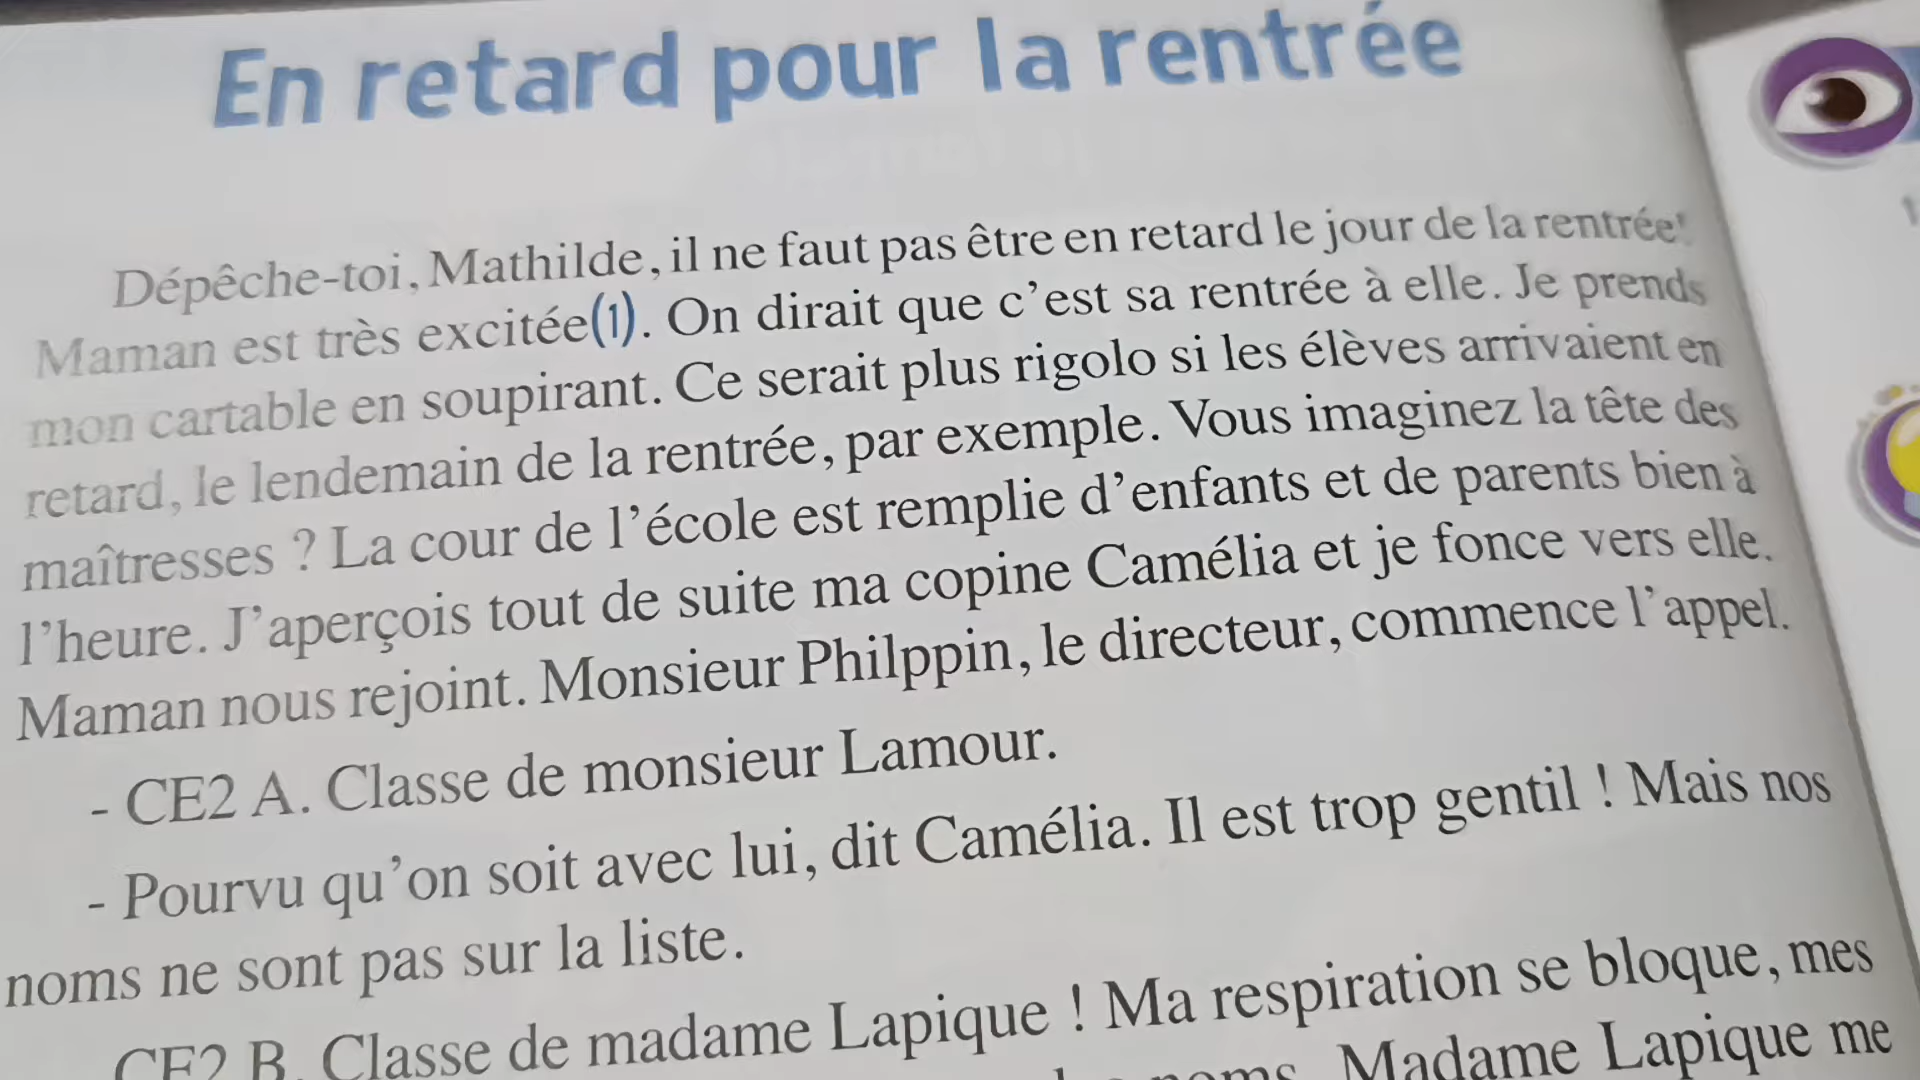 En retard pour la rentrée
Dépêche-toi, Mathilde, il ne faut pas être en retard le jour de la rentrée!
Maman est très excitée(1). On dirait que c'est sa rentrée à elle. Je prends
mon cartable en soupirant. Ce serait plus rigolo si les élèves arrivaient en
retard, le lendemain de la rentrée, par exemple. Vous imaginez la tête des
maîtresses ? La cour de l'école est remplie d'enfants et de parents bien à
l'heure. J'aperçois tout de suite ma copine Camélia et je fonce vers elle.
Maman nous rejoint. Monsieur Philppin, le directeur, commence l'appel.
- CE2 A. Classe de monsieur Lamour.
- Pourvu qu'on soit avec lui, dit Camélia. Il est trop gentil ! Mais nos
noms ne sont pas sur la liste.
CE2 B. Classe de madame Lapique ! Ma respiration se bloque, mes
noms. Madame Lapique me